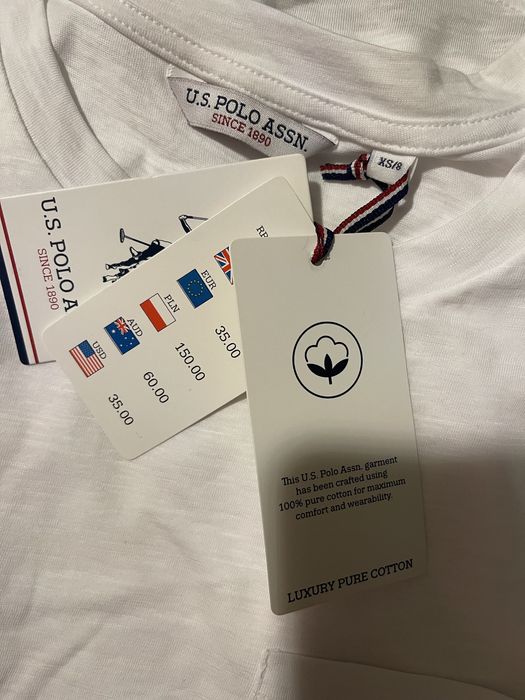 U.S. POLO ASSN.
SINCE 1890
XS/8
U.S. POLO A
SINCE 1890
RR
EUR
PLN
AUD
USD
35.00
150.00
60.00
35.00
This U.S. Polo Assn. garment
has been crafted using
100% pure cotton for maximum
comfort and wearability.
LUXURY PURE COTTON